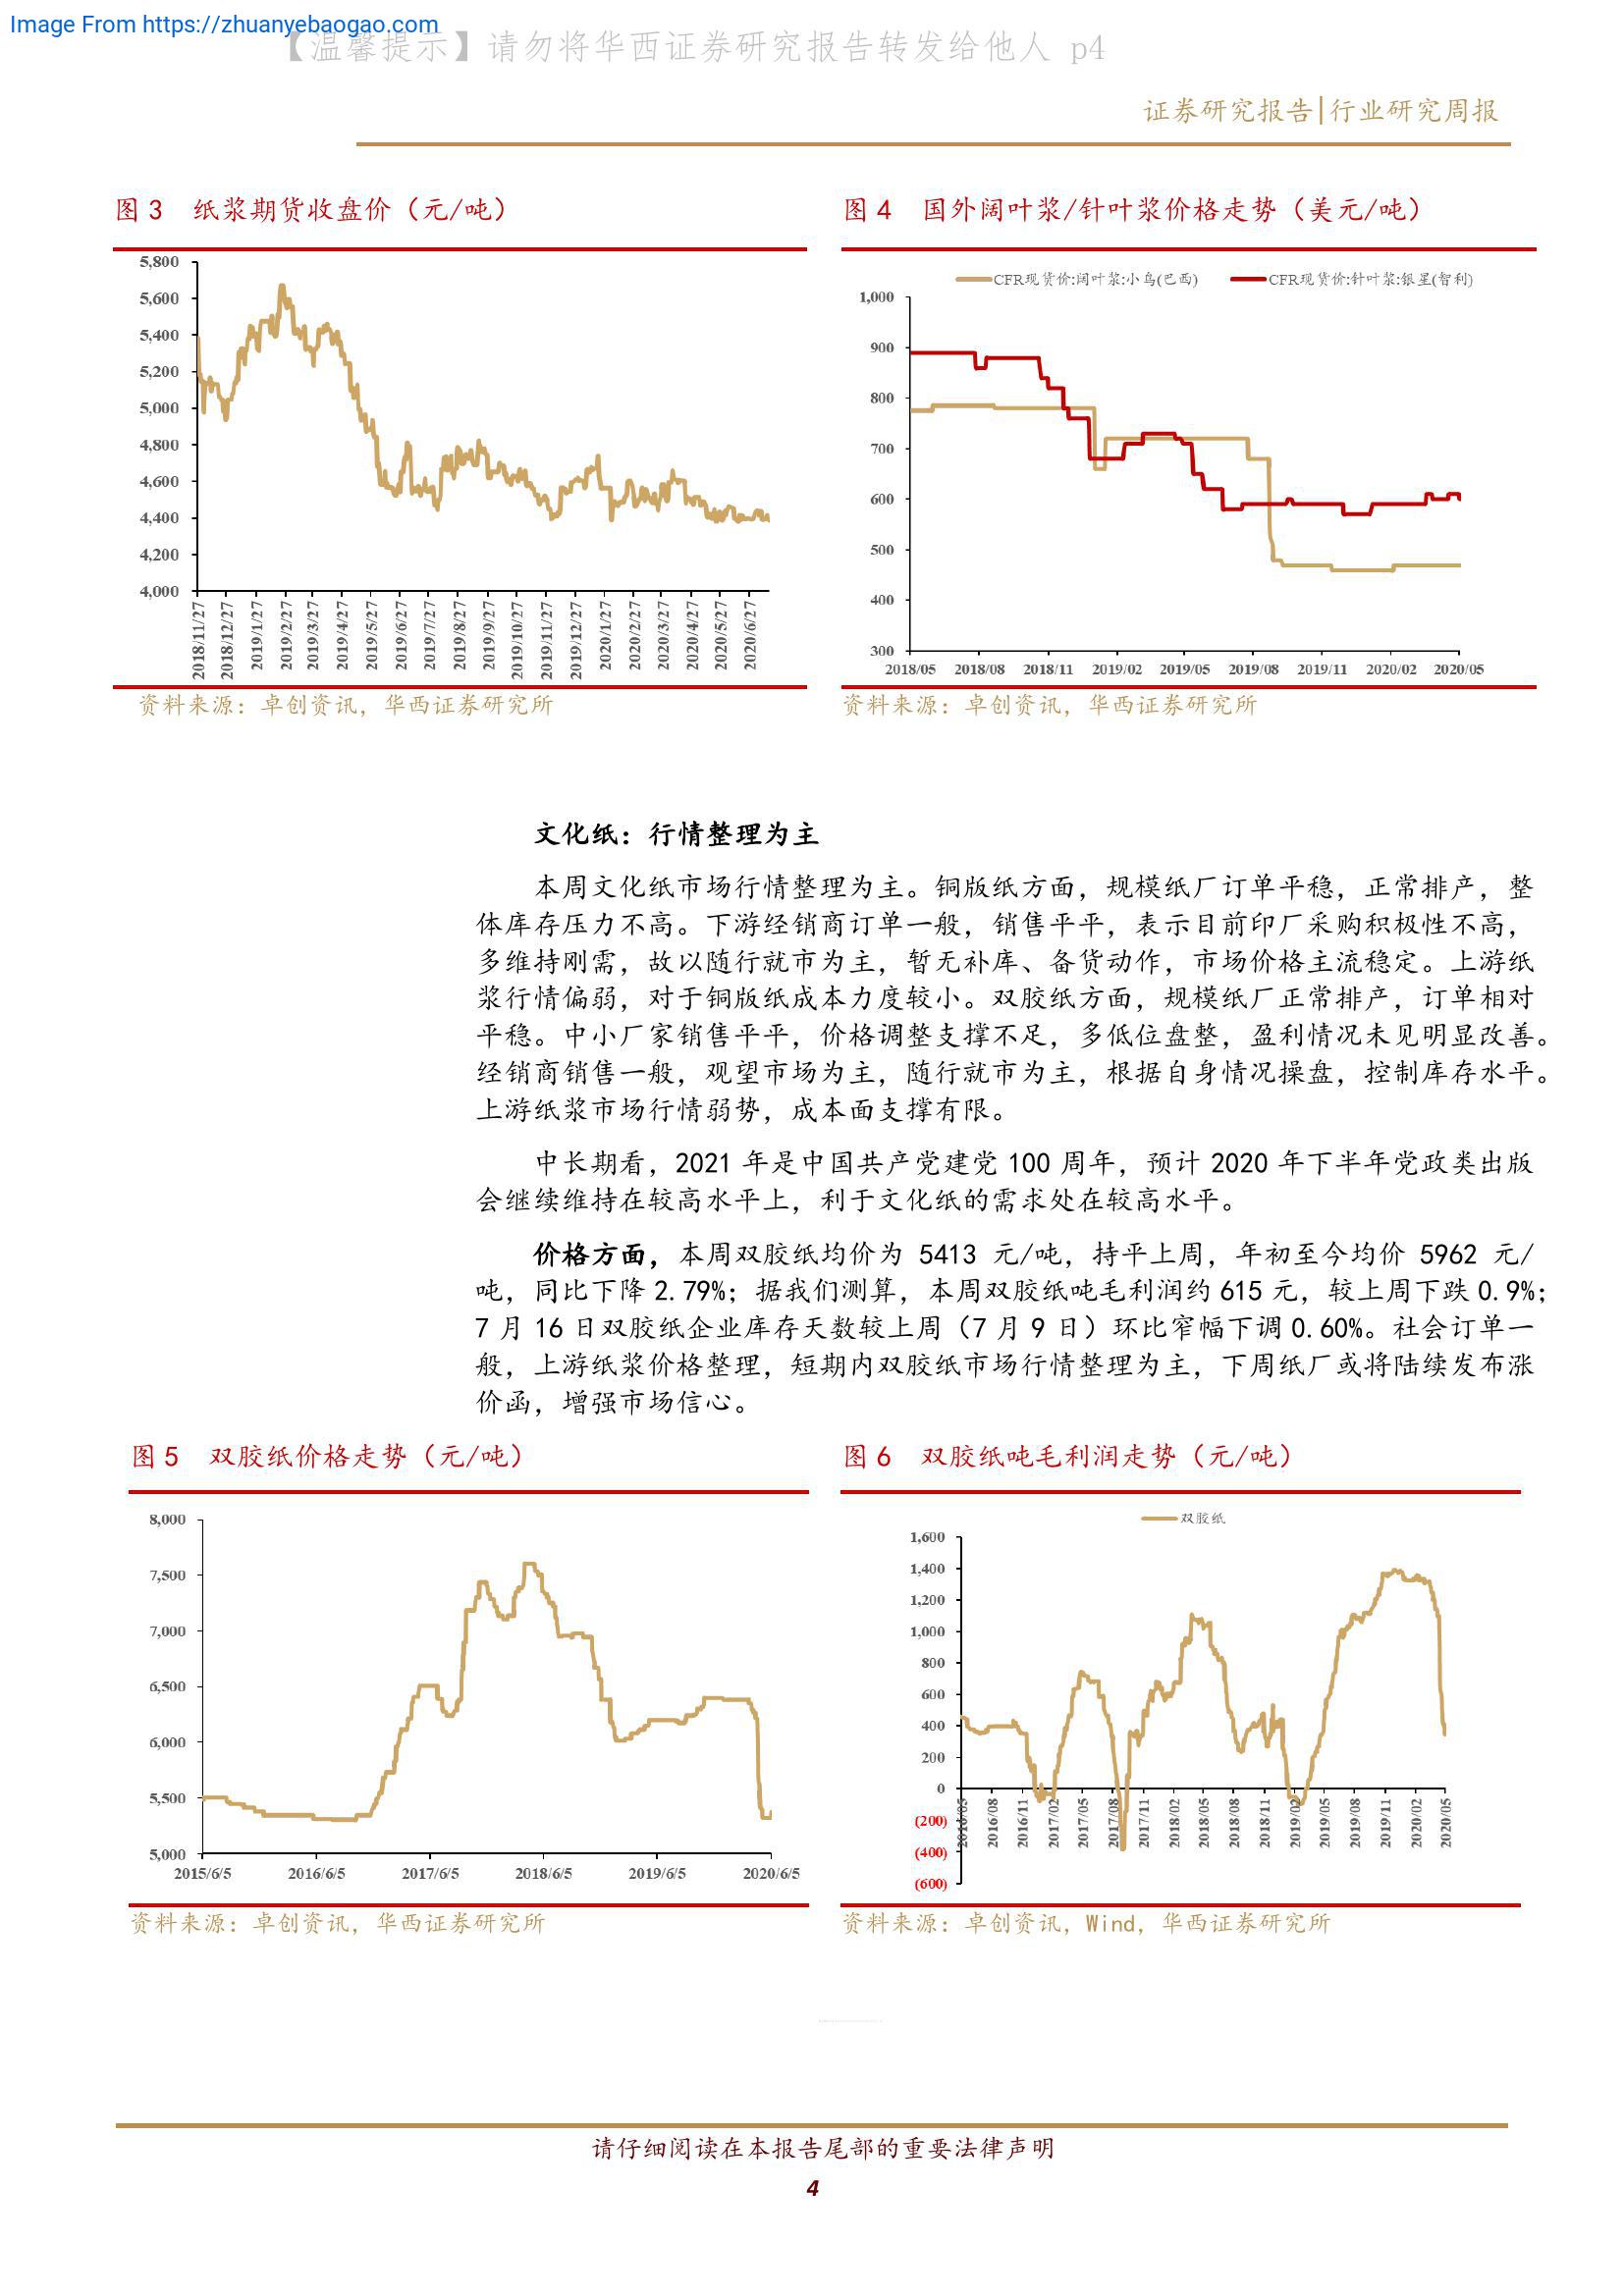 Image From https://zhuanyebaogao.com
【温馨提示】请勿将华西证券研究报告转发给他人 p4
证券研究报告|行业研究周报
图 3 纸浆期货收盘价（元/吨）
5,800
5,600
5,400
5,200
5,000
4,800
4,600
4,400
4,200
4,000
2018/11/27
2018/12/27
2019/1/27
2019/2/27
2019/3/27
2019/4/27
2019/5/27
2019/6/27
2019/7/27
2019/8/27
2019/9/27
2019/10/27
2019/11/27
2019/12/27
2020/1/27
2020/2/27
2020/3/27
2020/4/27
2020/5/27
2020/6/27
资料来源：卓创资讯，华西证券研究所
图 4 国外阔叶浆/针叶浆价格走势（美元/吨）
CFR现货价:阔叶浆:小鸟(巴西) CFR现货价:针叶浆:银星(智利)
1,000
900
800
700
600
500
400
300
2018/05 2018/08 2018/11 2019/02 2019/05 2019/08 2019/11 2020/02 2020/05
资料来源：卓创资讯，华西证券研究所
文化纸：行情整理为主
本周文化纸市场行情整理为主。铜版纸方面，规模纸厂订单平稳，正常排产，整
体库存压力不高。下游经销商订单一般，销售平平，表示目前印厂采购积极性不高，
多维持刚需，故以随行就市为主，暂无补库、备货动作，市场价格主流稳定。上游纸
浆行情偏弱，对于铜版纸成本力度较小。双胶纸方面，规模纸厂正常排产，订单相对
平稳。中小厂家销售平平，价格调整支撑不足，多低位盘整，盈利情况未见明显改善。
经销商销售一般，观望市场为主，随行就市为主，根据自身情况操盘，控制库存水平。
上游纸浆市场行情弱势，成本面支撑有限。
中长期看，2021 年是中国共产党建党 100 周年，预计 2020 年下半年党政类出版
会继续维持在较高水平上，利于文化纸的需求处在较高水平。
价格方面，本周双胶纸均价为 5413 元/吨，持平上周，年初至今均价 5962 元/
吨，同比下降 2.79%；据我们测算，本周双胶纸吨毛利润约 615 元，较上周下跌 0.9%；
7 月 16 日双胶纸企业库存天数较上周（7 月 9 日）环比窄幅下调 0.60%。社会订单一
般，上游纸浆价格整理，短期内双胶纸市场行情整理为主，下周纸厂或将陆续发布涨
价函，增强市场信心。
图 5 双胶纸价格走势（元/吨）
8,000
7,500
7,000
6,500
6,000
5,500
5,000
2015/6/5 2016/6/5 2017/6/5 2018/6/5 2019/6/5 2020/6/5
资料来源：卓创资讯，华西证券研究所
图 6 双胶纸吨毛利润走势（元/吨）
双胶纸
1,600
1,400
1,200
1,000
800
600
400
200
0
(200)
(400)
(600)
2016/05
2016/08
2016/11
2017/02
2017/05
2017/08
2017/11
2018/02
2018/05
2018/08
2018/11
2019/02
2019/05
2019/08
2019/11
2020/02
2020/05
资料来源：卓创资讯，Wind，华西证券研究所
请仔细阅读在本报告尾部的重要法律声明
4